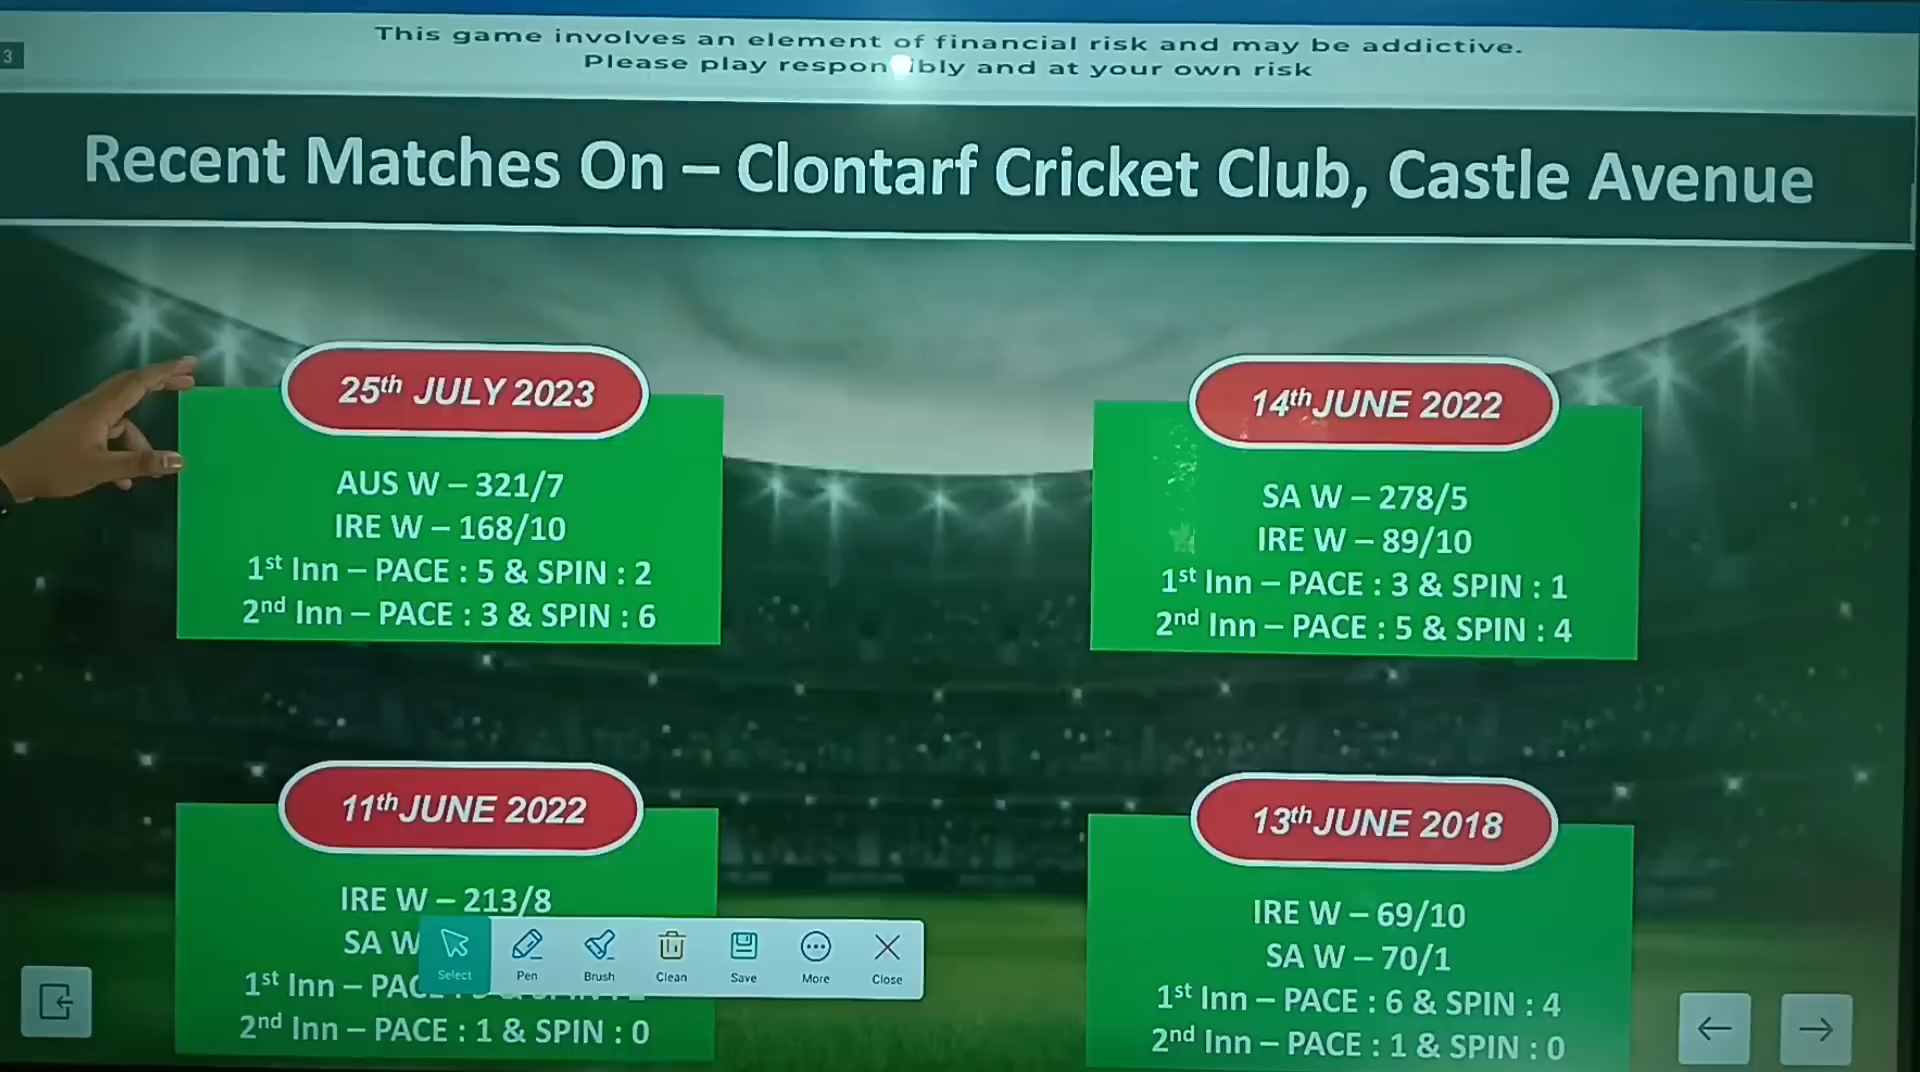 This game involves an element of financial risk and may be addictive.
Please play responsibly and at your own risk
3
Recent Matches On – Clontarf Cricket Club, Castle Avenue
25th JULY 2023
AUS W – 321/7
IRE W – 168/10
1st Inn – PACE : 5 & SPIN : 2
2nd Inn – PACE : 3 & SPIN : 6
14th JUNE 2022
SA W – 278/5
IRE W – 89/10
1st Inn – PACE : 3 & SPIN : 1
2nd Inn – PACE : 5 & SPIN : 4
11th JUNE 2022
IRE W – 213/8
SA W
1st Inn –
2nd Inn – PACE : 1 & SPIN : 0
13th JUNE 2018
IRE W – 69/10
SA W – 70/1
1st Inn – PACE : 6 & SPIN : 4
2nd Inn – PACE : 1 & SPIN : 0
Select Pen Brush Clean Save More Close